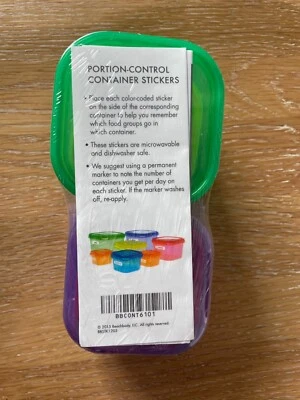 PORTION-CONTROL
CONTAINER STICKERS
• Place each color-coded sticker
on the side of the corresponding
container to help you remember
which food groups go in
which container.
• These stickers are microwavable
and dishwasher safe.
• We suggest using a permanent
marker to note the number of
containers you get per day on
each sticker. If the marker washes
off, re-apply.
BBCONT6101
© 2015 Beachbody, LLC. All rights reserved.